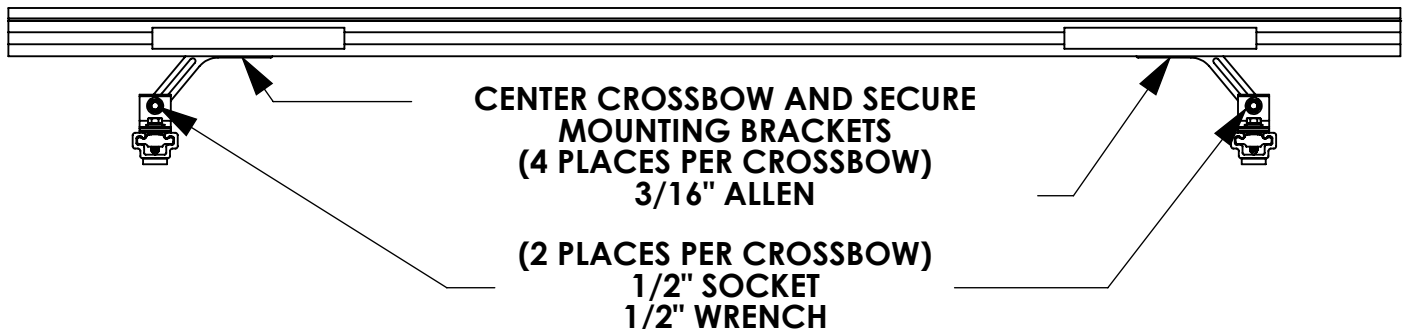 CENTER CROSSBOW AND SECURE
MOUNTING BRACKETS
(4 PLACES PER CROSSBOW)
3/16" ALLEN
(2 PLACES PER CROSSBOW)
1/2" SOCKET
1/2" WRENCH